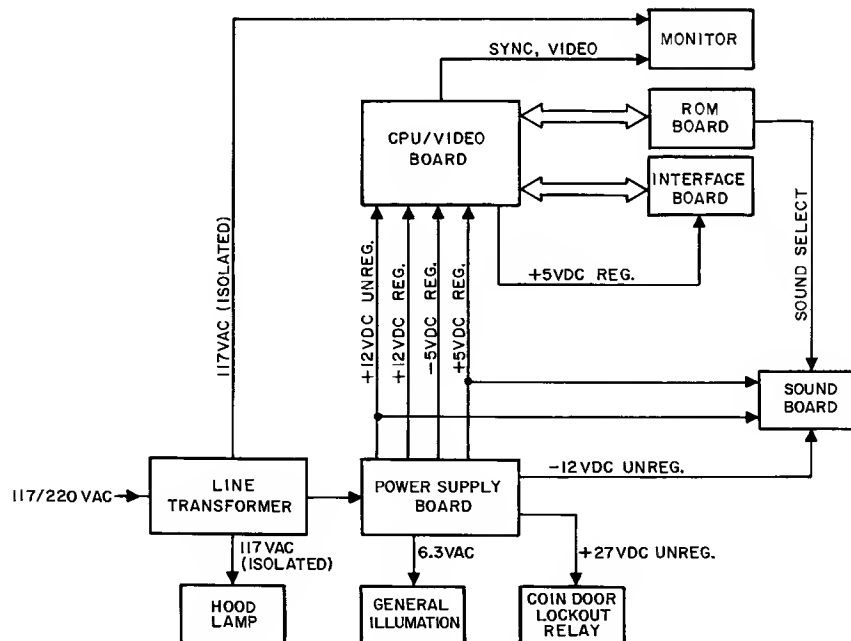 MONITOR
SYNC, VIDEO
CPU/VIDEO
BOARD
ROM
BOARD
INTERFACE
BOARD
117VAC (ISOLATED)
+12VDC UNREG.
+12VDC REG.
-5VDC REG.
+5VDC REG.
+5VDC REG.
SOUND SELECT
SOUND
BOARD
-12VDC UNREG.
117/220 VAC
LINE
TRANSFORMER
POWER SUPPLY
BOARD
117VAC
(ISOLATED)
6.3VAC
+27VDC UNREG.
HOOD
LAMP
GENERAL
ILLUMATION
COIN DOOR
LOCKOUT
RELAY